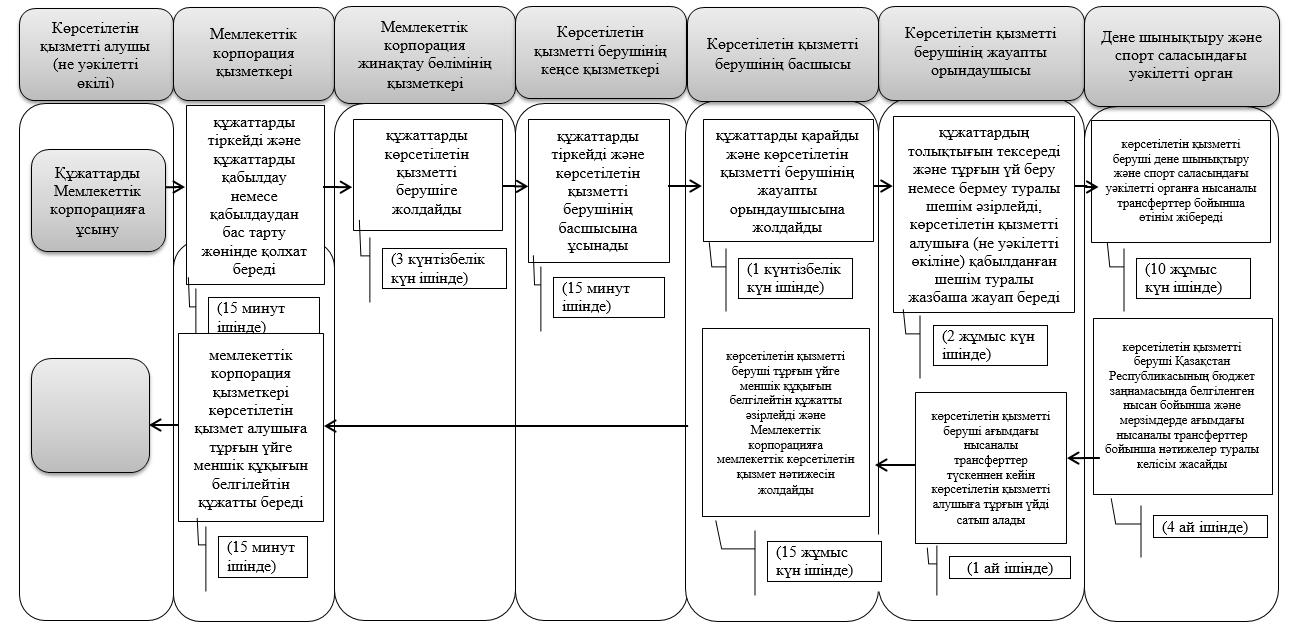 Көрсетілетін
қызметті алушы
(не уәкілетті
өкілі)
Мемлекеттік
корпорация
қызметкері
Мемлекеттік
корпорация
жинақтау бөлімінің
қызметкері
Көрсетілетін
қызметті берушінің
кеңсе қызметкері
Көрсетілетін қызметті
берушінің басшысы
Көрсетілетін қызметті
берушінің жауапты
орындаушысы
Дене шынықтыру және
спорт саласындағы
уәкілетті орган
Құжаттарды
Мемлекеттік
корпорацияға
ұсыну
құжаттарды
тіркейді және
құжаттарды
қабылдау
немесе
қабылдаудан
бас тарту
жөнінде қолхат
береді
(15 минут
ішінде)
құжаттарды
көрсетілетін
қызметті
берушіге
жолдайды
(3 күнтізбелік
күн ішінде)
құжаттарды
тіркейді және
көрсетілетін
қызметті
берушінің
басшысына
ұсынады
(15 минут
ішінде)
құжаттарды қарайды
және көрсетілетін
қызметті берушінің
жауапты
орындаушысына
жолдайды
(1 күнтізбелік
күн ішінде)
құжаттардың
толықтығын тексереді
және тұрғын үй беру
немесе бермеу туралы
шешім әзірлейді,
көрсетілетін қызметті
алушыға (не уәкілетті
өкіліне) қабылданған
шешім туралы
жазбаша жауап береді
(2 жұмыс күн
ішінде)
көрсетілетін қызметті
беруші дене шынықтыру
және спорт саласындағы
уәкілетті органға нысаналы
трансферттер бойынша
өтінім жібереді
(10 жұмыс
күн ішінде)
көрсетілетін қызметті
беруші Қазақстан
Республикасының бюджет
заңнамасында белгіленген
нысан бойынша және
мерзімдерде ағымдағы
нысаналы трансферттер
бойынша нәтижелер туралы
келісім жасайды
(4 ай ішінде)
көрсетілетін қызметті
беруші ағымдағы
нысаналы
трансферттер
түскеннен кейін
көрсетілетін қызметті
алушыға тұрғын үйді
сатып алады
(1 ай ішінде)
көрсетілетін қызметті
беруші тұрғын үйге
меншік құқығын
белгілейтін құжатты
әзірлейді және
Мемлекеттік
корпорацияға
мемлекеттік көрсетілетін
қызмет нәтижесін
жолдайды
(15 жұмыс
күн ішінде)
мемлекеттік
корпорация
қызметкері
көрсетілетін
қызмет алушыға
тұрғын үйге
меншік құқығын
белгілейтін
құжатты береді
(15 минут
ішінде)